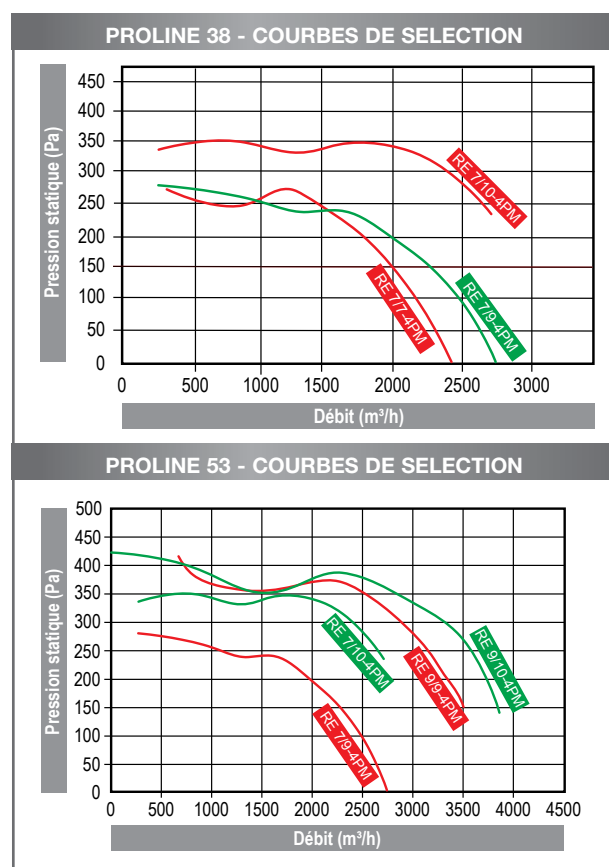 PROLINE 38 - COURBES DE SELECTION
Pression statique (Pa)
450
400
350
300
250
200
150
100
50
0
RE 7/10-4PM
RE 7/7-4PM
RE 7/9-4PM
0 500 1000 1500 2000 2500 3000
Débit (m³/h)
PROLINE 53 - COURBES DE SELECTION
Pression statique (Pa)
500
450
400
350
300
250
200
150
100
50
0
RE 7/10-4PM
RE 9/9-4PM
RE 9/10-4PM
RE 7/9-4PM
0 500 1000 1500 2000 2500 3000 3500 4000 4500
Débit (m³/h)